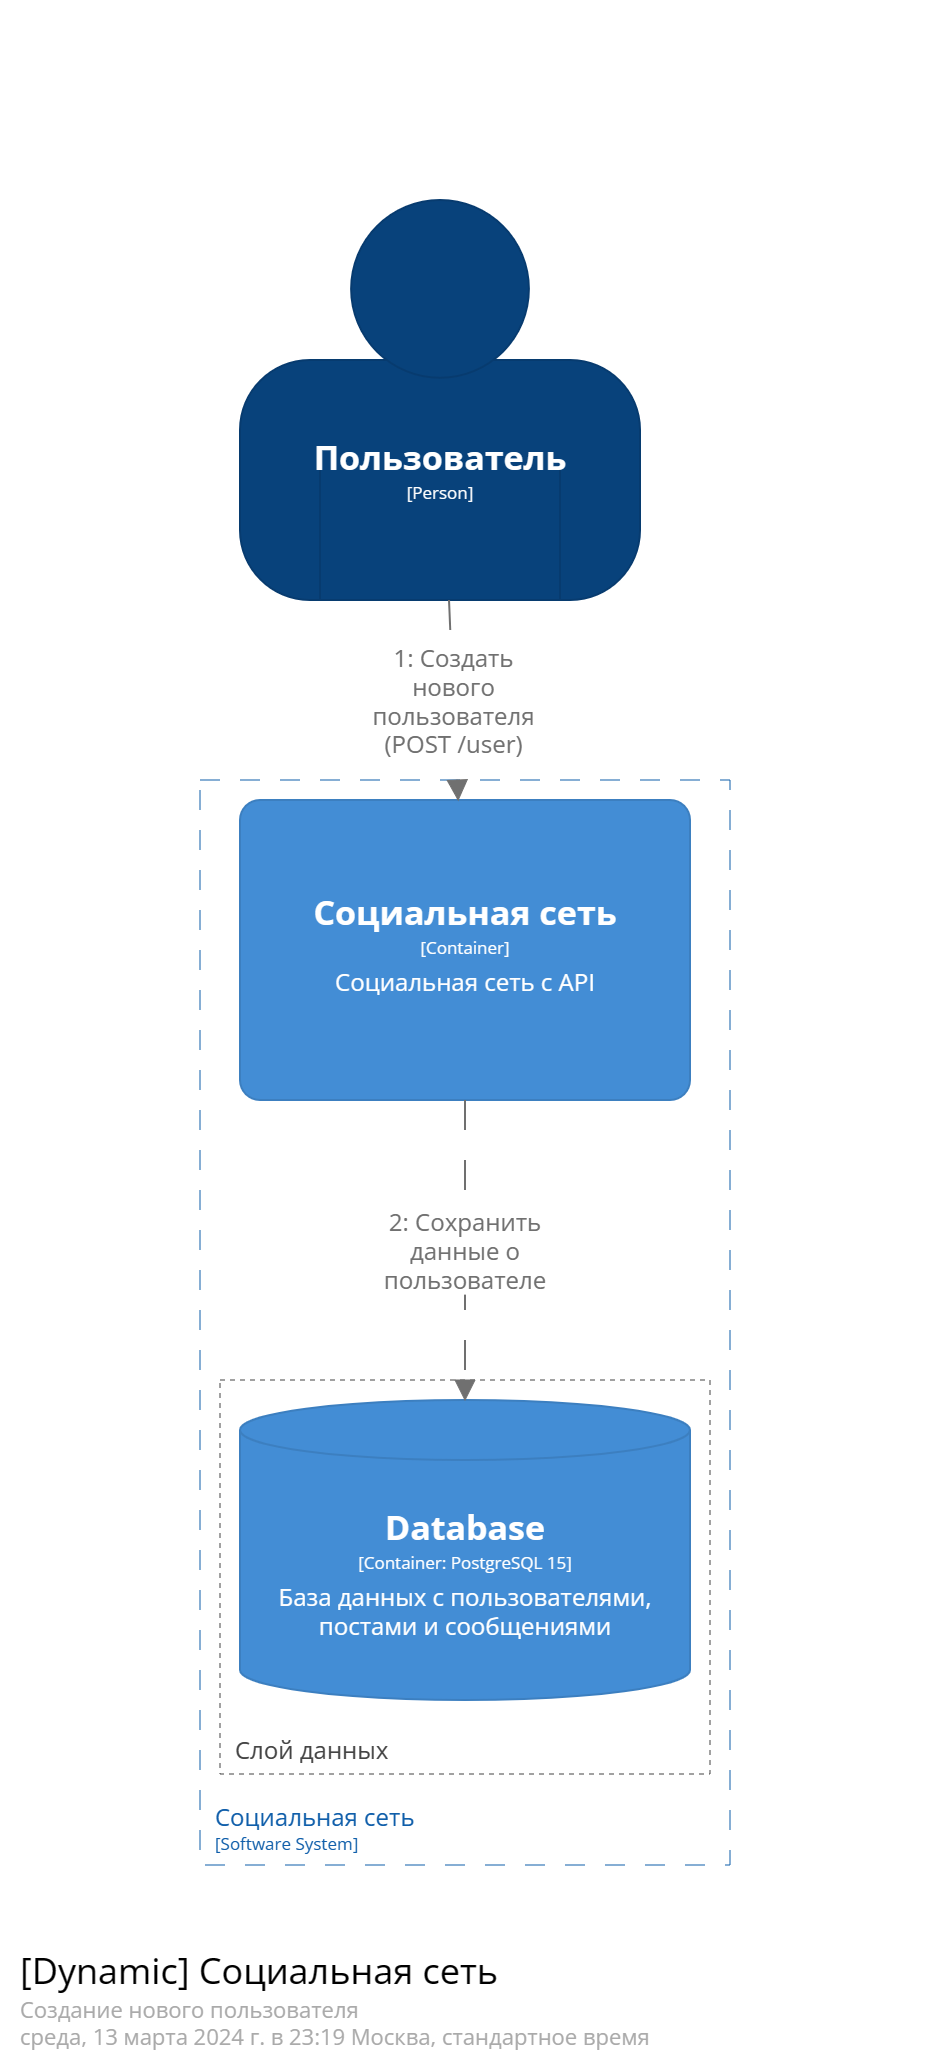 Пользователь
[Person]
1: Создать
нового
пользователя
(POST /user)
Социальная сеть
[Container]
Социальная сеть с API
2: Сохранить
данные о
пользователе
Database
[Container: PostgreSQL 15]
База данных с пользователями,
постами и сообщениями
Слой данных
Социальная сеть
[Software System]
[Dynamic] Социальная сеть
Создание нового пользователя
среда, 13 марта 2024 г. в 23:19 Москва, стандартное время